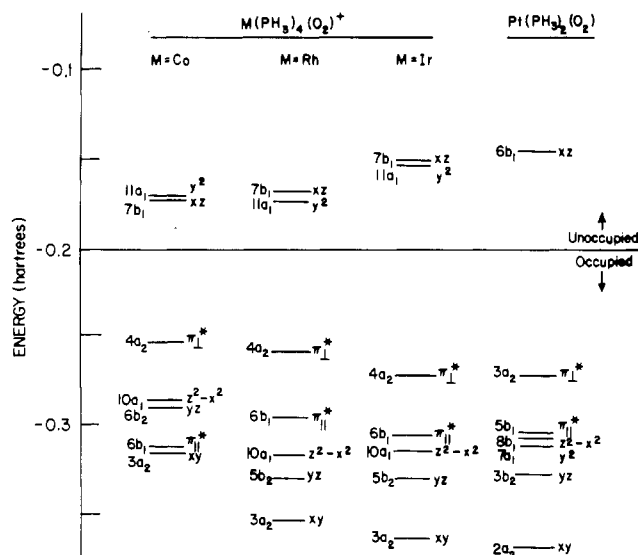 M(PH₃)₄(O₂)⁺ Pt(PH₃)₂(O₂)
M=Co M=Rh M=Ir
-0.1
6b₁ xz
7b₁ xz
11a₁ y²
11a₁ y²
7b₁ xz
7b₁ xz
11a₁ y²
Unoccupied
-0.2
Occupied
ENERGY (hartrees)
4a₂ π⊥*
4a₂ π⊥*
4a₂ π⊥*
3a₂ π⊥*
10a₁ z²-x²
6b₂ yz
6b₁ π∥*
3a₂ xy
-0.3
6b₁ π∥*
10a₁ z²-x²
5b₂ yz
3a₂ xy
6b₁ π∥*
10a₁ z²-x²
5b₂ yz
3a₂ xy
5b₁ π∥*
8b₁ z²-x²
7a₁ y²
3b₂ yz
2a₂ xy